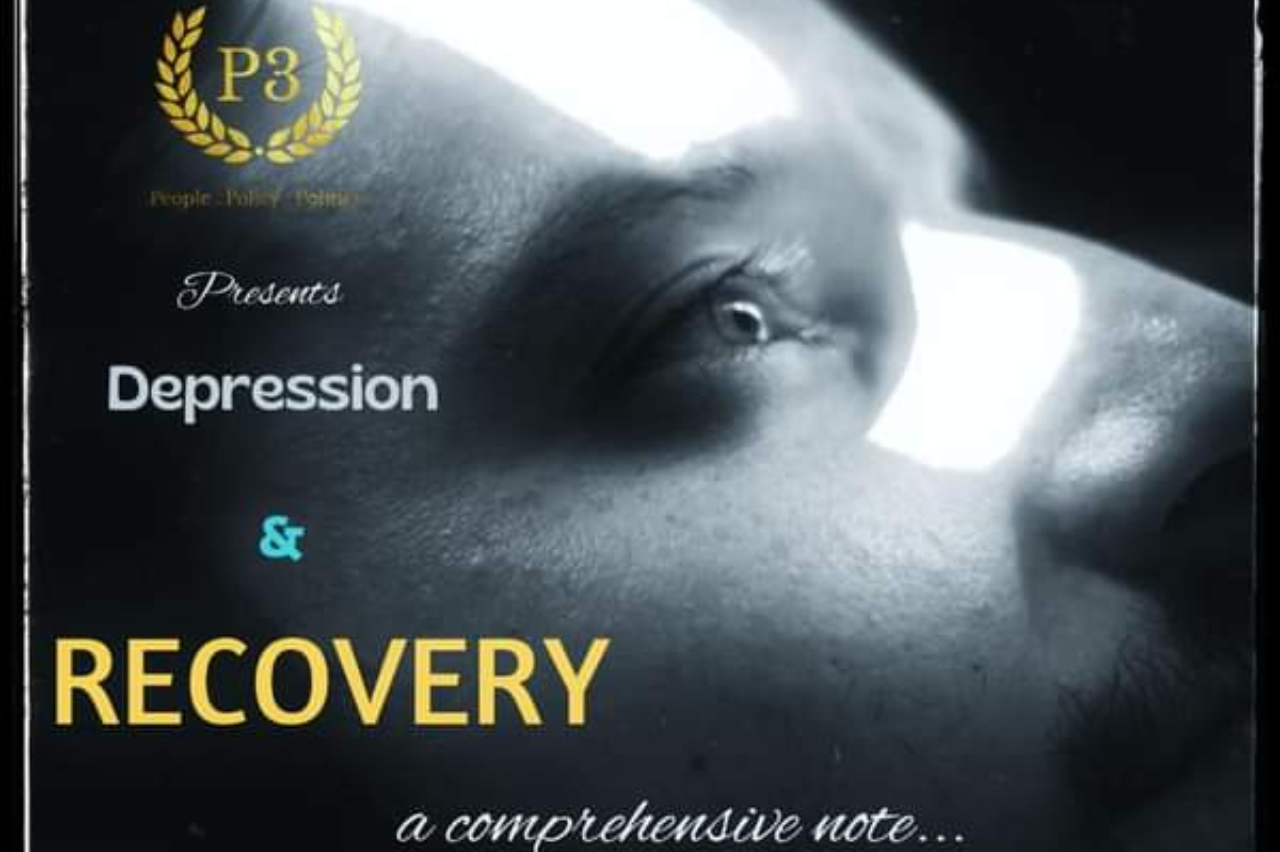 P3
People . Policy . Politics
Presents
Depression
&
RECOVERY
a comprehensive note...